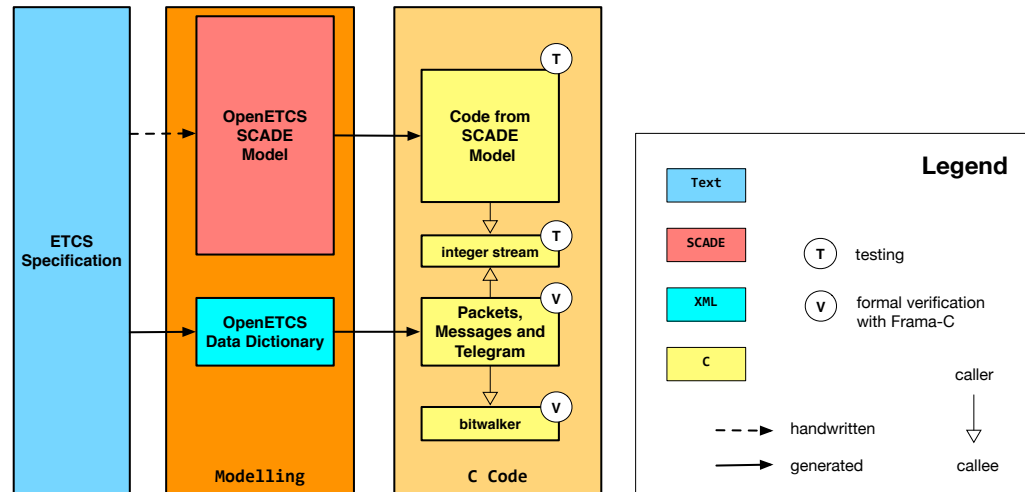 ETCS
Specification
OpenETCS
SCADE
Model
OpenETCS
Data Dictionary
Modelling
T
Code from
SCADE
Model
T
integer stream
V
Packets,
Messages and
Telegram
V
bitwalker
C Code
Legend
Text
SCADE
XML
C
T
testing
V
formal verification
with Frama-C
caller
callee
handwritten
generated